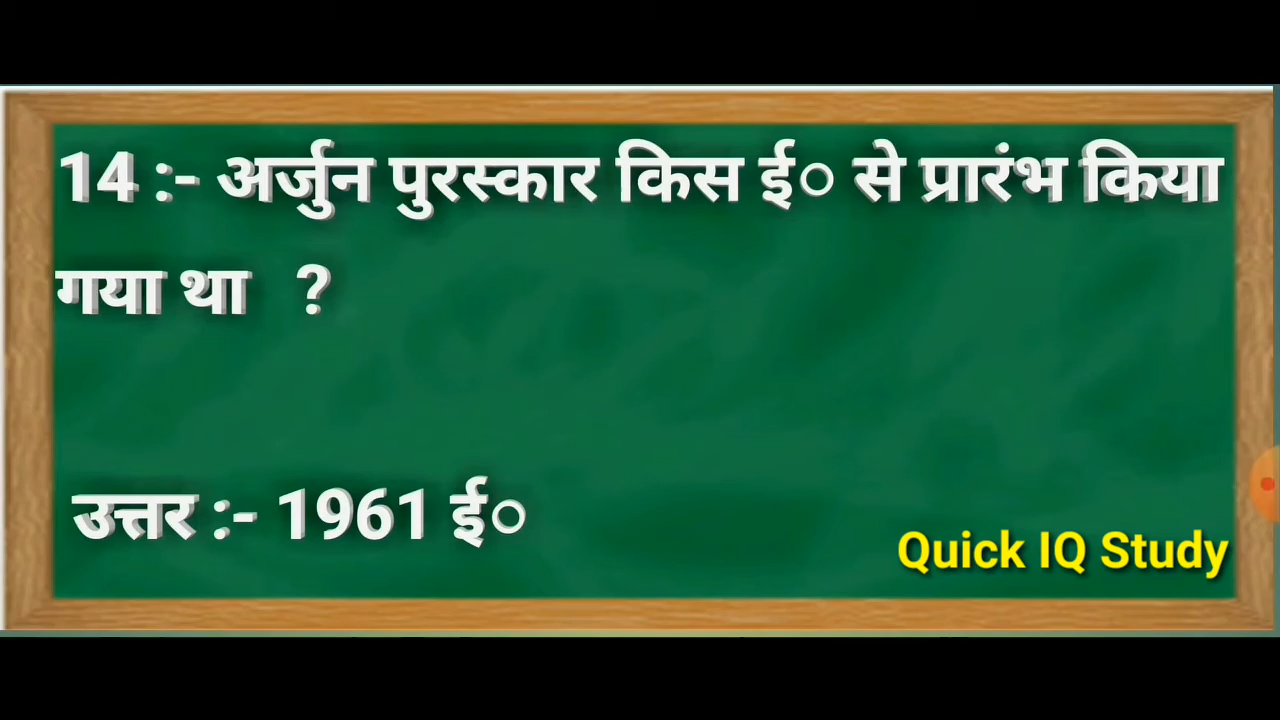 14 :- अर्जुन पुरस्कार किस ई० से प्रारंभ किया
गया था ?
उत्तर :- 1961 ई०
Quick IQ Study